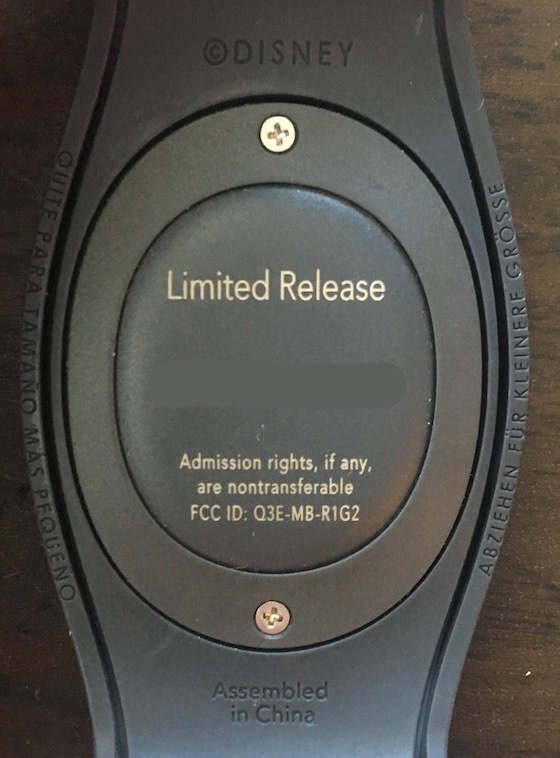 ©DISNEY
QUITE PARA TAMAÑO MÁS PEQUEÑO
Limited Release
Admission rights, if any,
are nontransferable
FCC ID: Q3E-MB-R1G2
ABZIEHEN FÜR KLEINERE GRÖSSE
Assembled
in China